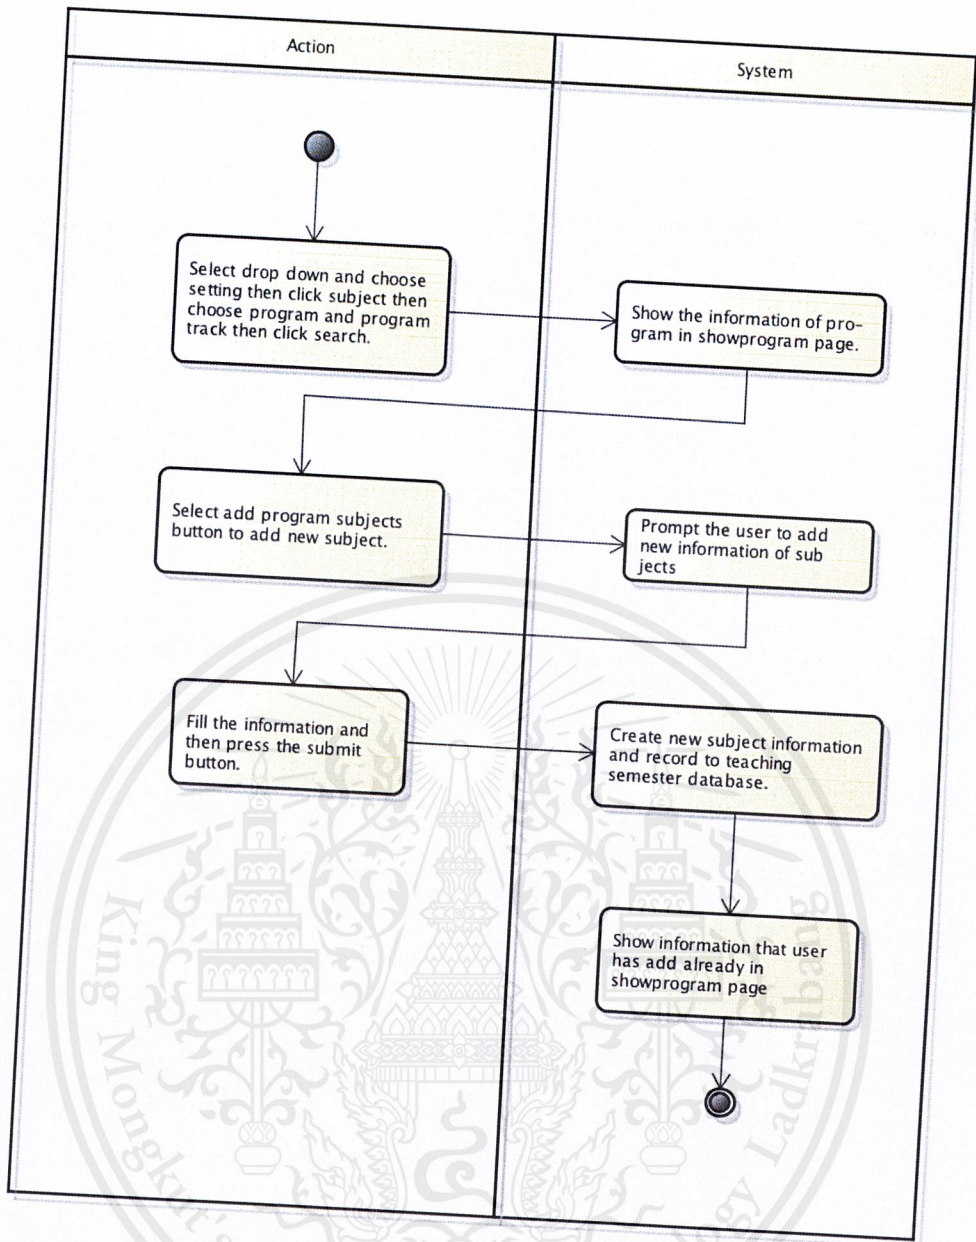 Action
System
Select drop down and choose
setting then click subject then
choose program and program
track then click search.
Show the information of pro-
gram in showprogram page.
Select add program subjects
button to add new subject.
Prompt the user to add
new information of sub
jects
Fill the information and
then press the submit
button.
Create new subject information
and record to teaching
semester database.
Show information that user
has add already in
showprogram page
King Mongkut's
Ladkrabang